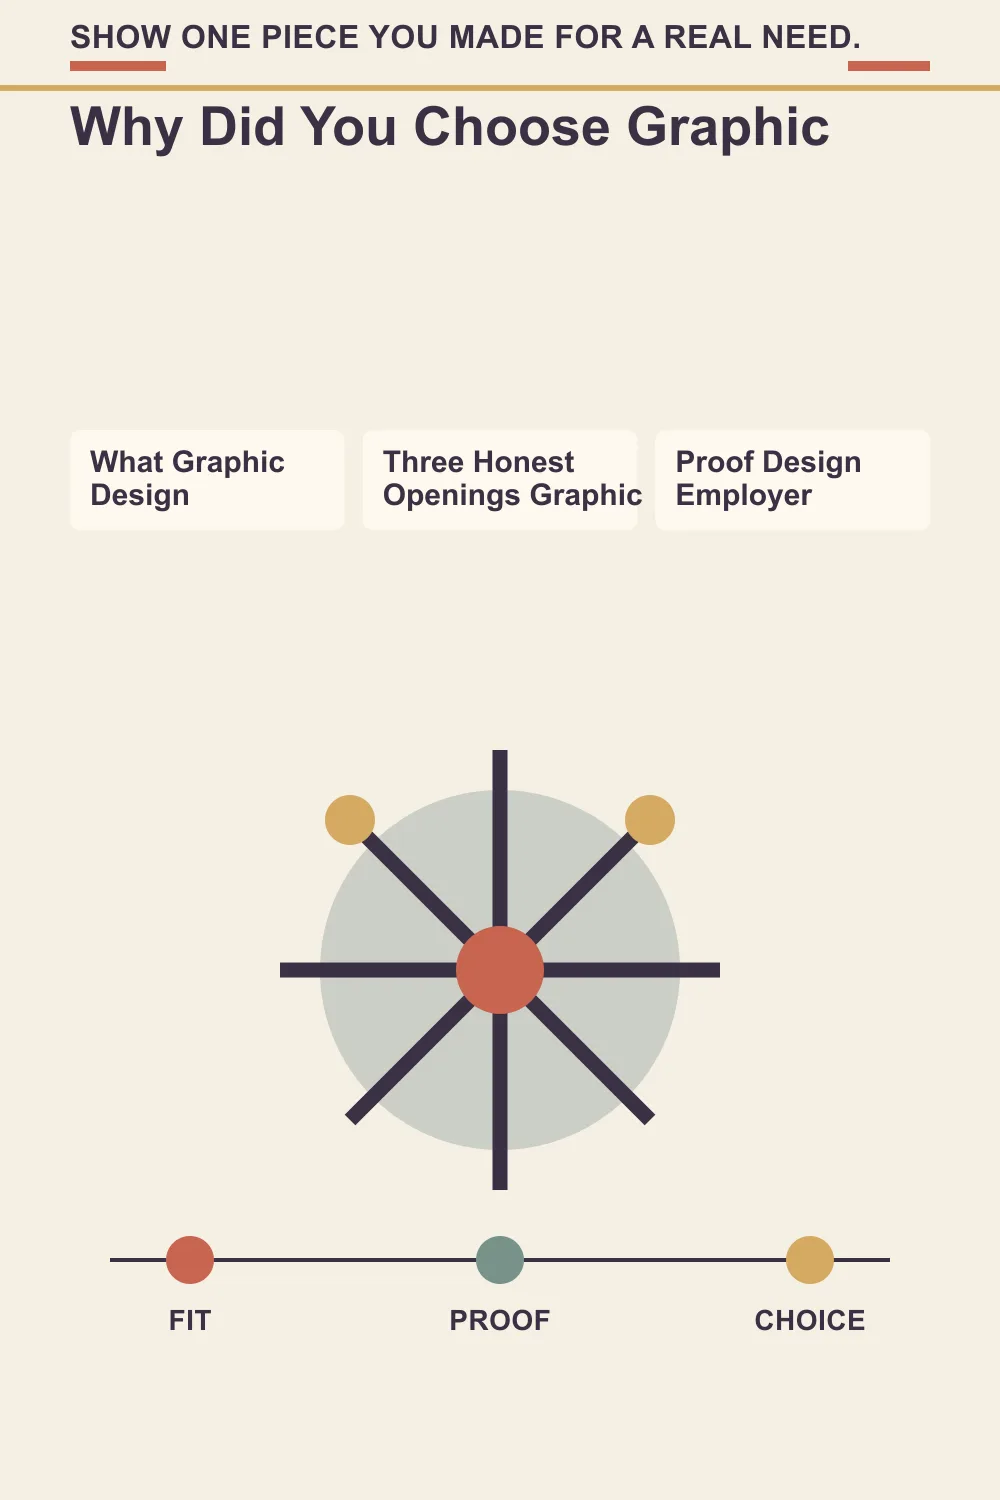 SHOW ONE PIECE YOU MADE FOR A REAL NEED.
Why Did You Choose Graphic
What Graphic
Design
Three Honest
Openings Graphic
Proof Design
Employer
FIT
PROOF
CHOICE